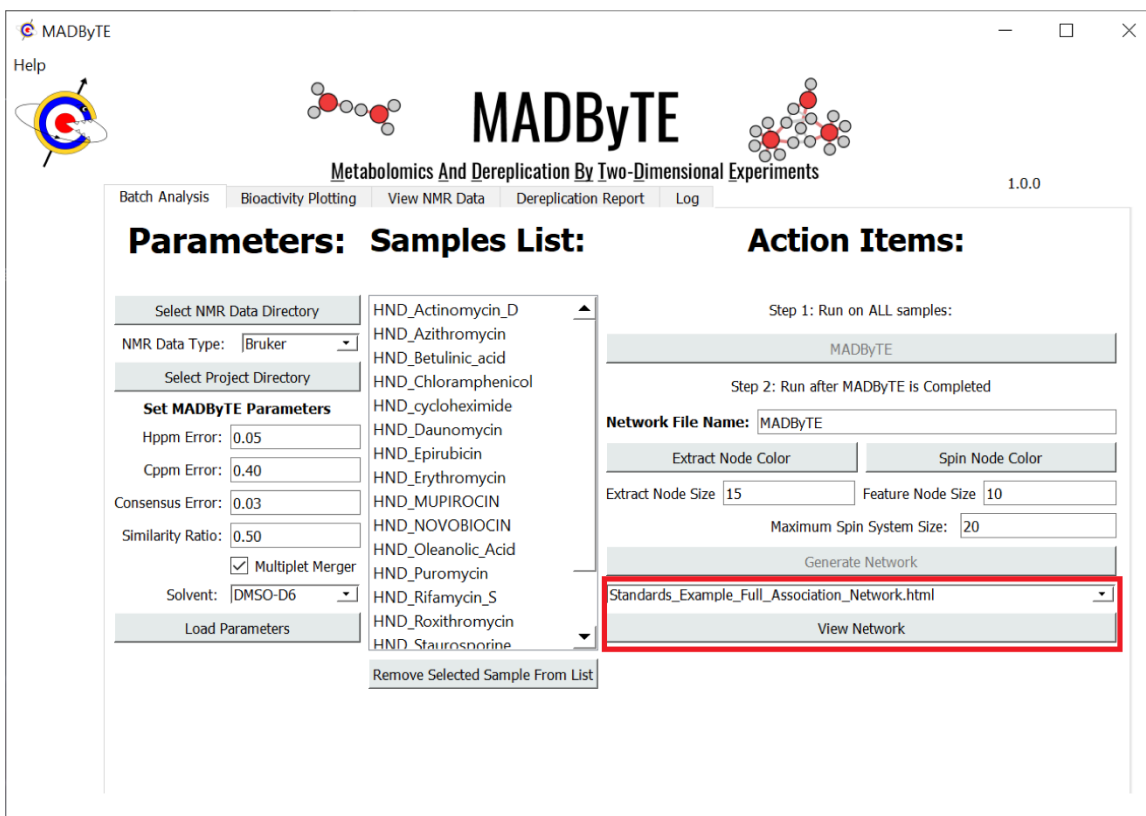 MADByTE
Help
MADByTE
Metabolomics And Dereplication By Two-Dimensional Experiments
1.0.0
Batch Analysis
Bioactivity Plotting
View NMR Data
Dereplication Report
Log
Parameters:
Select NMR Data Directory
NMR Data Type: Bruker
Select Project Directory
Set MADByTE Parameters
Hppm Error: 0.05
Cppm Error: 0.40
Consensus Error: 0.03
Similarity Ratio: 0.50
Multiplet Merger
Solvent: DMSO-D6
Load Parameters
Samples List:
HND_Actinomycin_D
HND_Azithromycin
HND_Betulinic_acid
HND_Chloramphenicol
HND_cycloheximide
HND_Daunomycin
HND_Epirubicin
HND_Erythromycin
HND_MUPIROCIN
HND_NOVOBIOCIN
HND_Oleanolic_Acid
HND_Puromycin
HND_Rifamycin_S
HND_Roxithromycin
HND_Staurosporine
Remove Selected Sample From List
Action Items:
Step 1: Run on ALL samples:
MADByTE
Step 2: Run after MADByTE is Completed
Network File Name: MADByTE
Extract Node Color
Spin Node Color
Extract Node Size 15
Feature Node Size 10
Maximum Spin System Size: 20
Generate Network
Standards_Example_Full_Association_Network.html
View Network